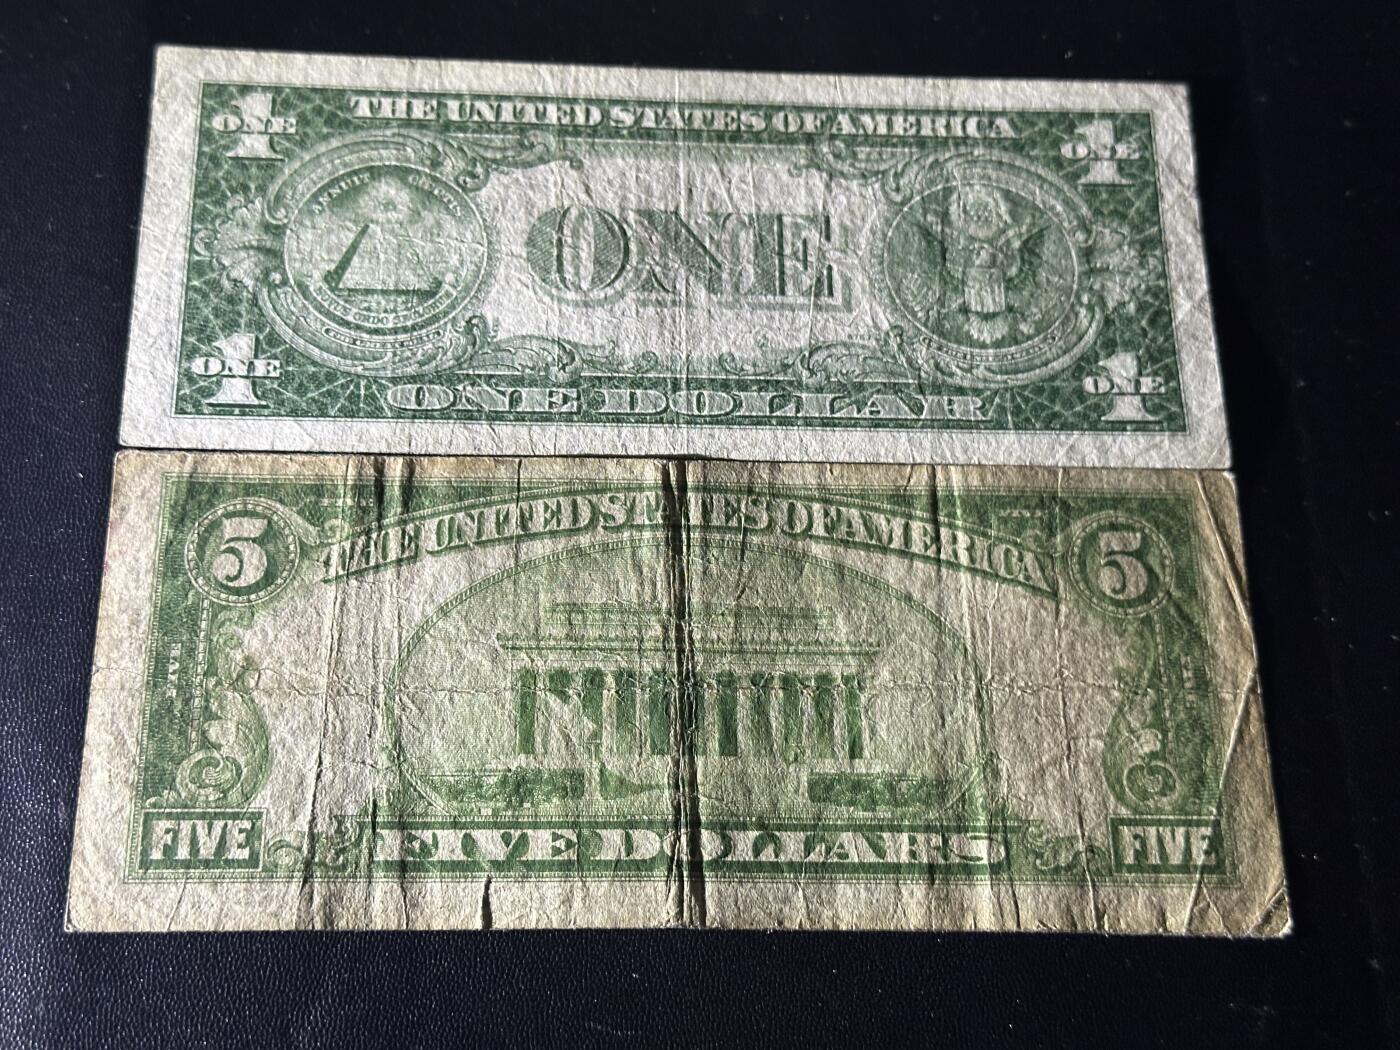 THE UNITED STATES OF AMERICA
ONE 1
ONE 1
ONE
ONE 1
ONE 1
ONE DOLLAR
THE UNITED STATES OF AMERICA
5
5
FIVE
FIVE
FIVE DOLLARS
FIVE